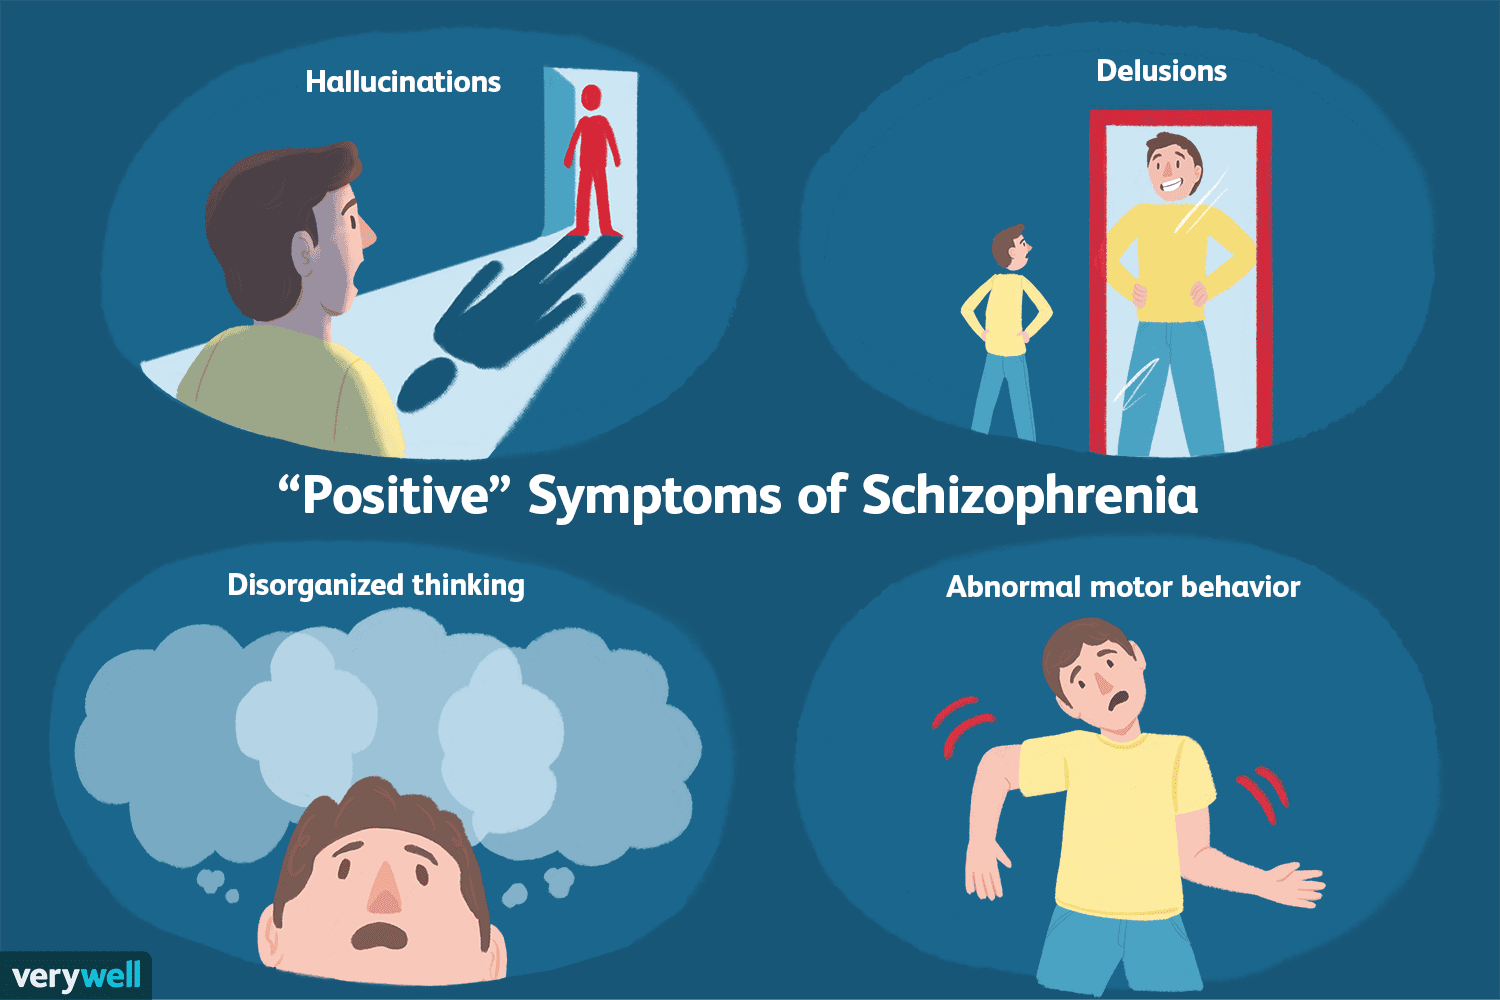 Hallucinations
Delusions
“Positive” Symptoms of Schizophrenia
Disorganized thinking
Abnormal motor behavior
verywell